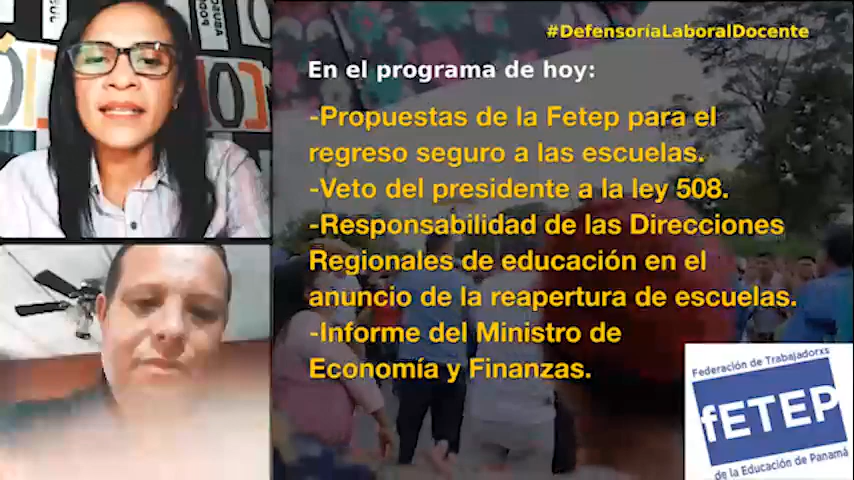 #DefensoríaLaboralDocente
En el programa de hoy:
-Propuestas de la Fetep para el
regreso seguro a las escuelas.
-Veto del presidente a la ley 508.
-Responsabilidad de las Direcciones
Regionales de educación en el
anuncio de la reapertura de escuelas.
-Informe del Ministro de
Economía y Finanzas.
Federación de Trabajadorxs
fETEP
de la Educación de Panamá